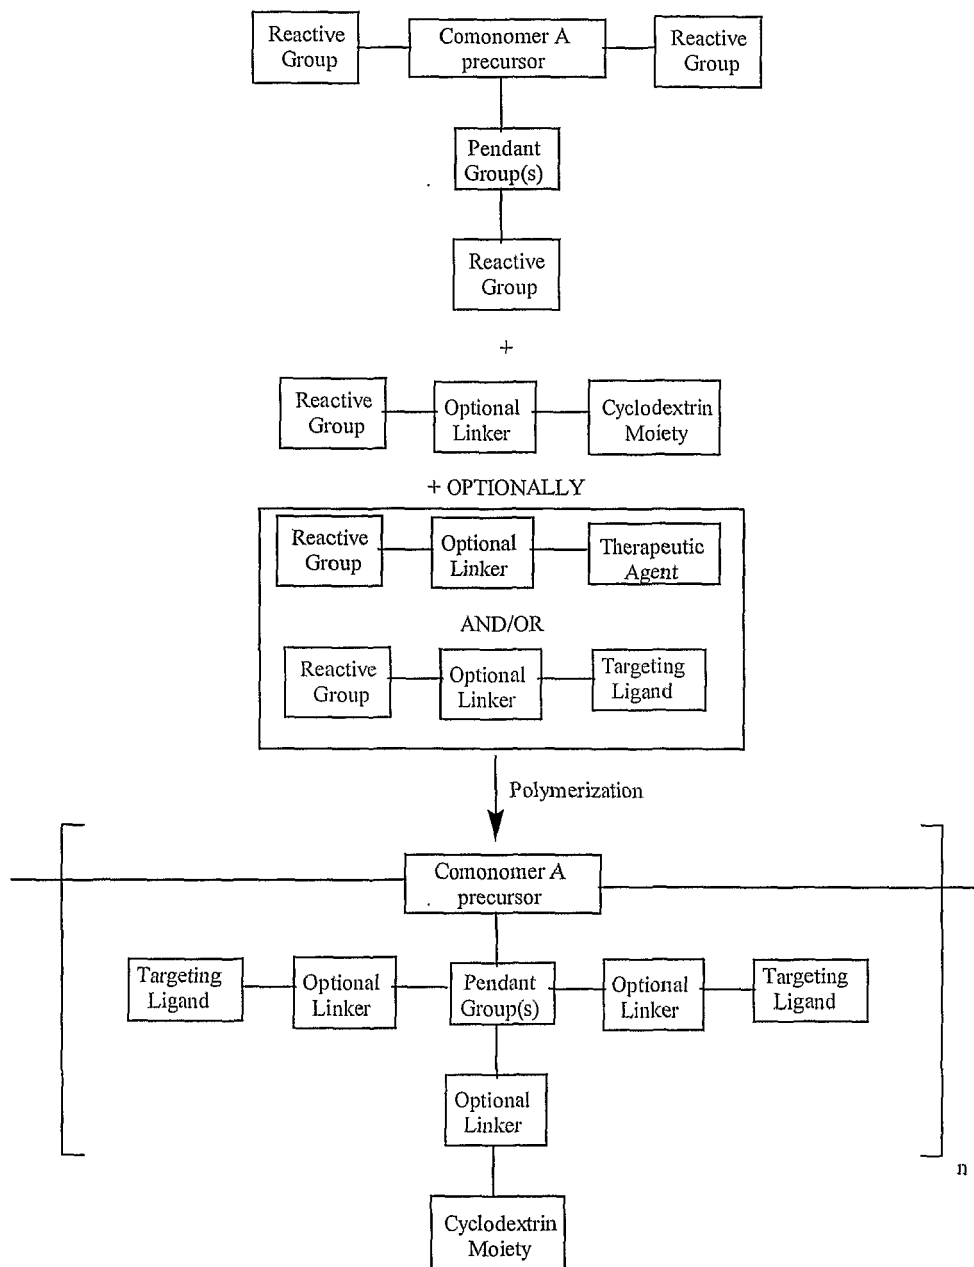 Reactive
Group
Comonomer A
precursor
Reactive
Group
Pendant
Group(s)
Reactive
Group
+
Reactive
Group
Optional
Linker
Cyclodextrin
Moiety
+ OPTIONALLY
Reactive
Group
Optional
Linker
Therapeutic
Agent
AND/OR
Reactive
Group
Optional
Linker
Targeting
Ligand
Polymerization
Comonomer A
precursor
Targeting
Ligand
Optional
Linker
Pendant
Group(s)
Optional
Linker
Targeting
Ligand
Optional
Linker
n
Cyclodextrin
Moiety